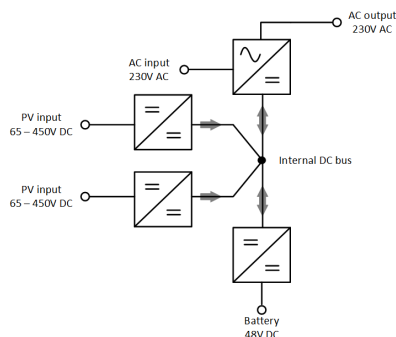 AC output
230V AC
AC input
230V AC
PV input
65 – 450V DC
Internal DC bus
PV input
65 – 450V DC
Battery
48V DC